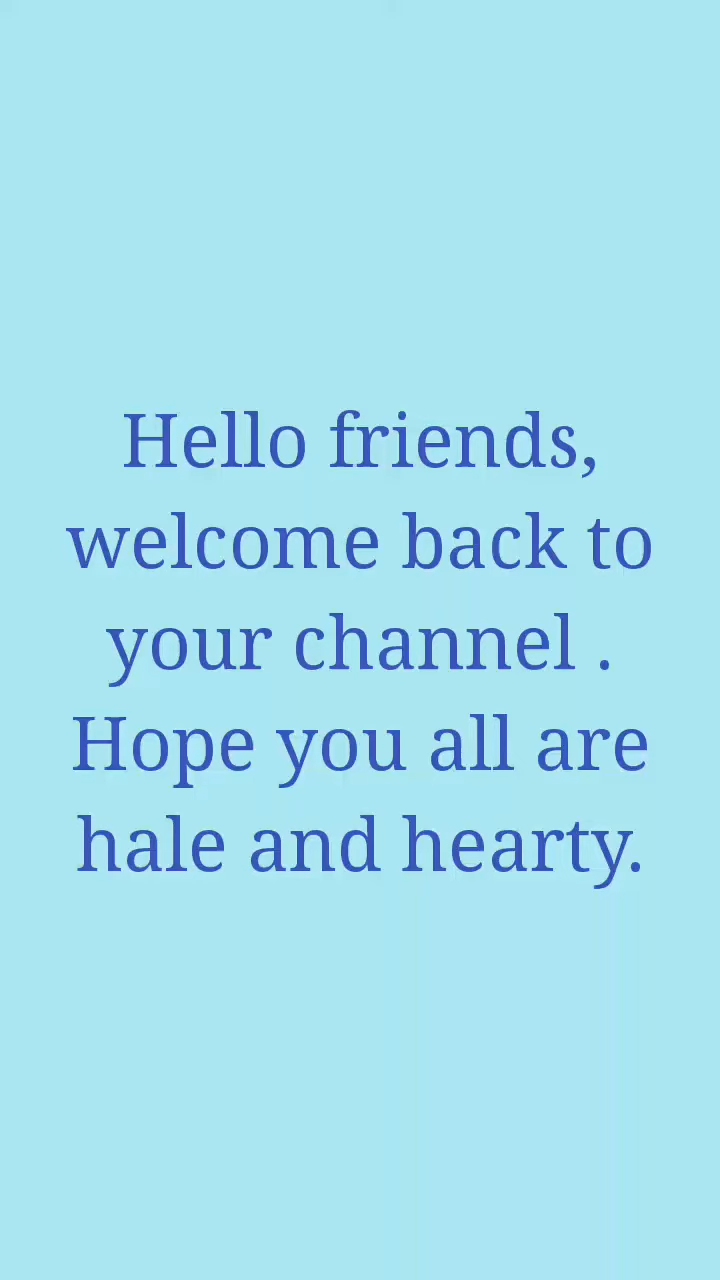 Hello friends,
welcome back to
your channel .
Hope you all are
hale and hearty.